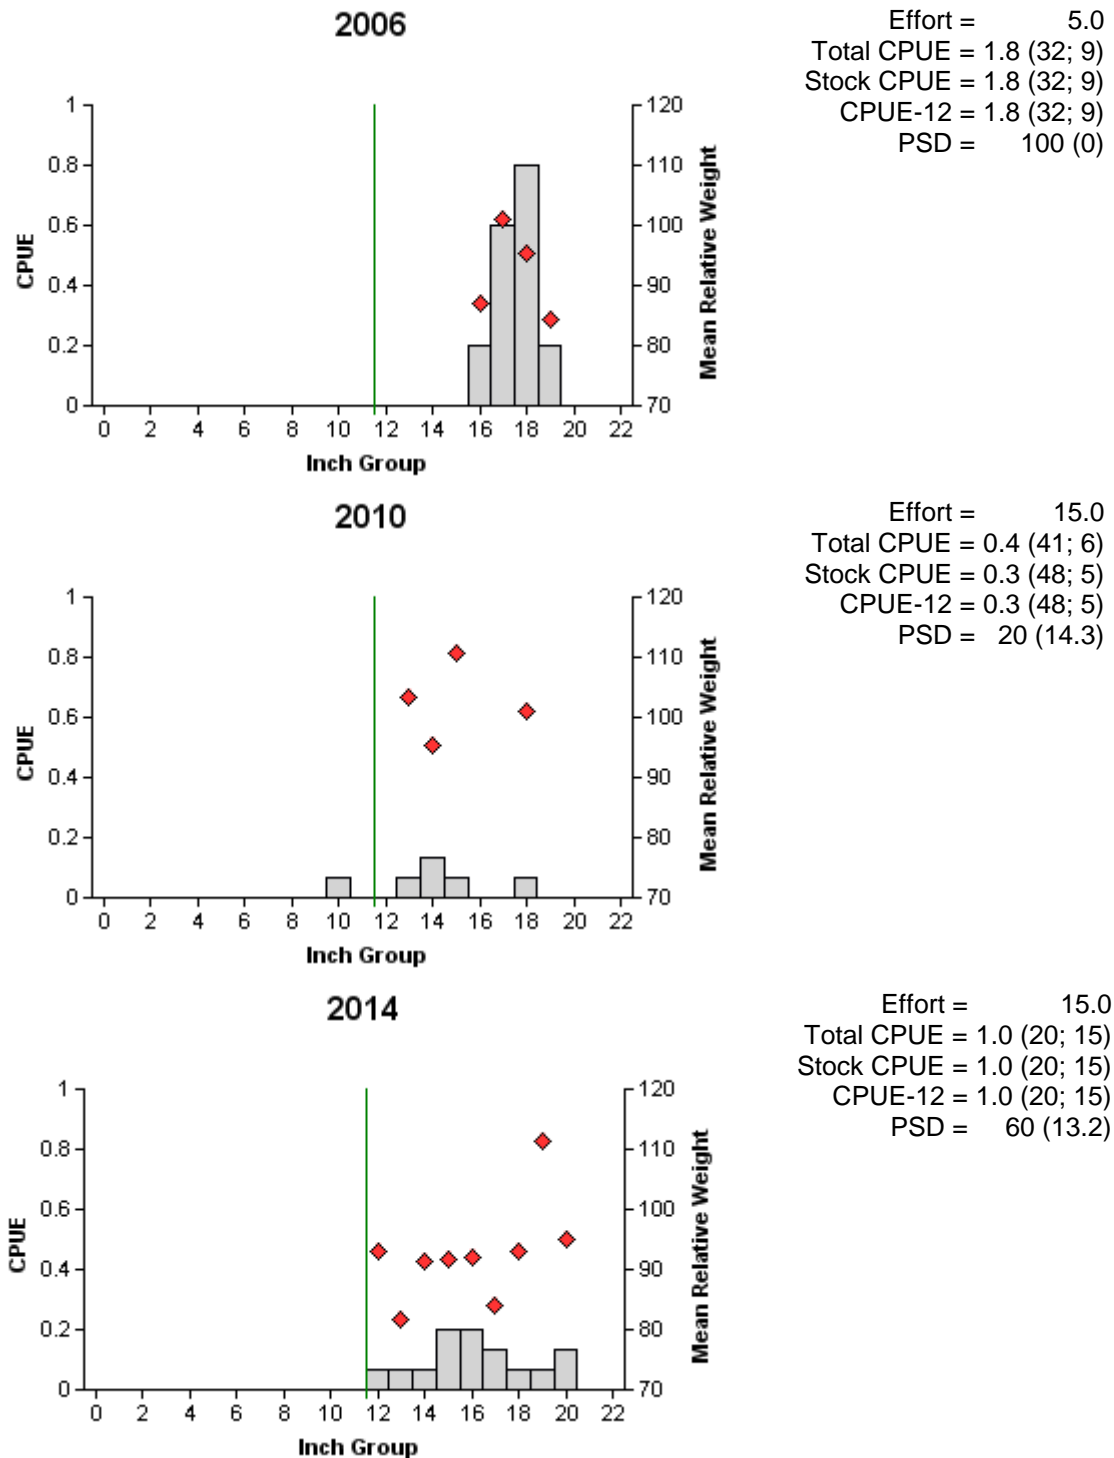 2006
Effort = 5.0
Total CPUE = 1.8 (32; 9)
Stock CPUE = 1.8 (32; 9)
CPUE-12 = 1.8 (32; 9)
PSD = 100 (0)
1
0.8
0.6
0.4
0.2
0
CPUE
120
110
100
90
80
70
Mean Relative Weight
0 2 4 6 8 10 12 14 16 18 20 22
Inch Group
2010
Effort = 15.0
Total CPUE = 0.4 (41; 6)
Stock CPUE = 0.3 (48; 5)
CPUE-12 = 0.3 (48; 5)
PSD = 20 (14.3)
1
0.8
0.6
0.4
0.2
0
CPUE
120
110
100
90
80
70
Mean Relative Weight
0 2 4 6 8 10 12 14 16 18 20 22
Inch Group
2014
Effort = 15.0
Total CPUE = 1.0 (20; 15)
Stock CPUE = 1.0 (20; 15)
CPUE-12 = 1.0 (20; 15)
PSD = 60 (13.2)
1
0.8
0.6
0.4
0.2
0
CPUE
120
110
100
90
80
70
Mean Relative Weight
0 2 4 6 8 10 12 14 16 18 20 22
Inch Group